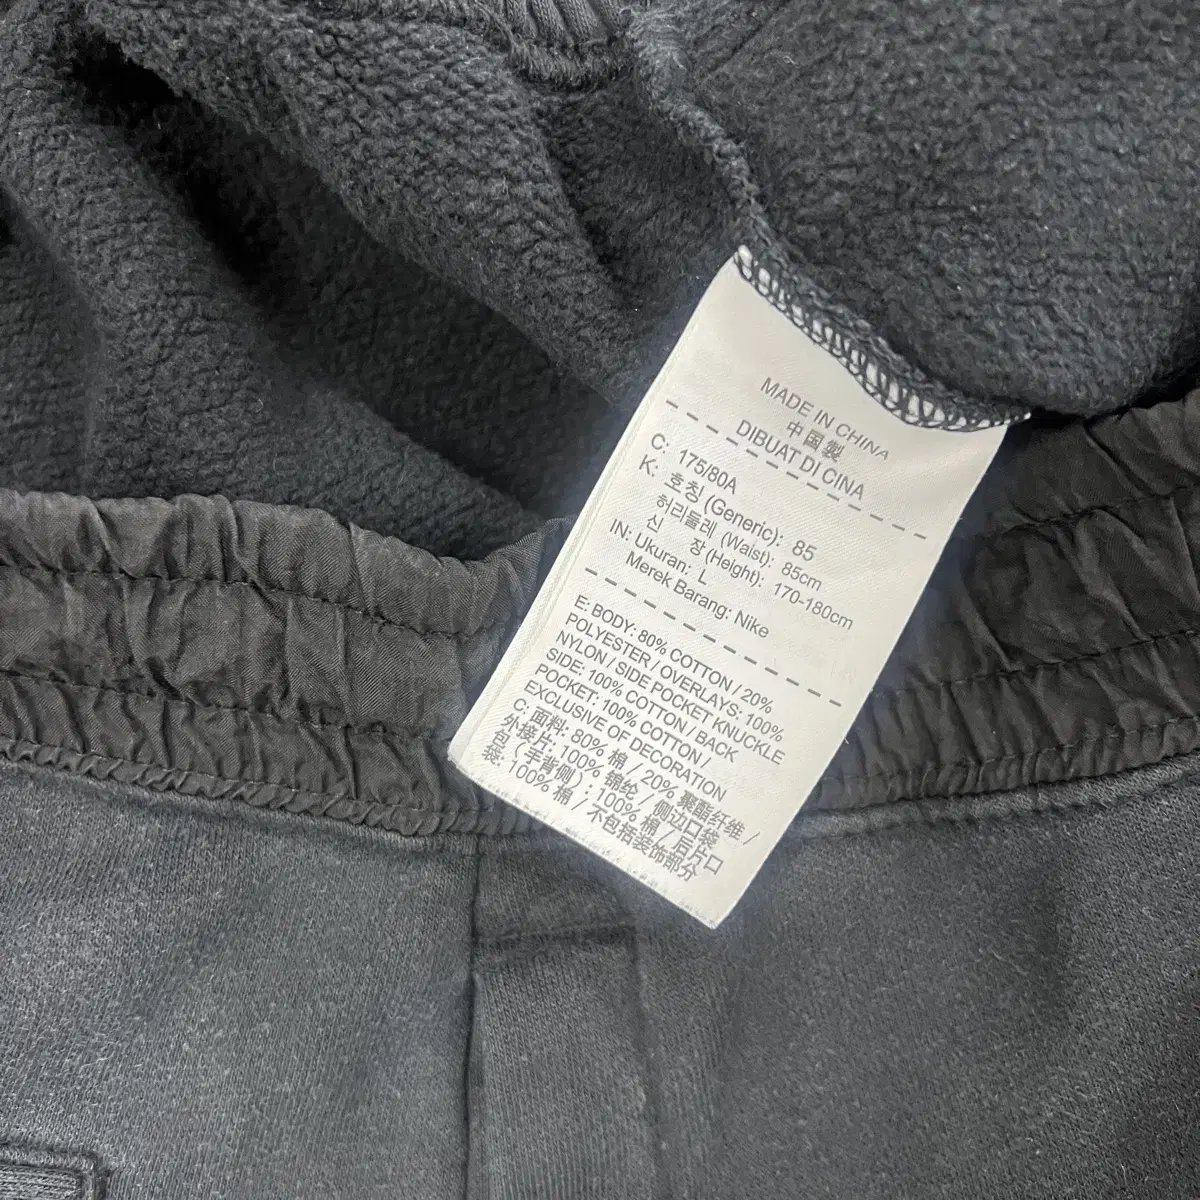 MADE IN CHINA
中国製
DIBUAT DI CINA
C: 175/80A
K: 호칭 (Generic): 85
허리둘레 (Waist): 85cm
신 장 (Height): 170-180cm
IN: Ukuran: L
Merek Barang: Nike
E: BODY: 80% COTTON / 20%
POLYESTER / OVERLAYS: 100%
NYLON / SIDE POCKET KNUCKLE
SIDE: 100% COTTON / BACK
POCKET: 100% COTTON /
EXCLUSIVE OF DECORATION
C: 面料: 80% 棉 / 20% 聚酯纤维 /
外接片: 100% 锦纶 / 侧边口袋
包（手背侧）: 100% 棉 / 后片口
袋: 100% 棉 / 不包括装饰部分